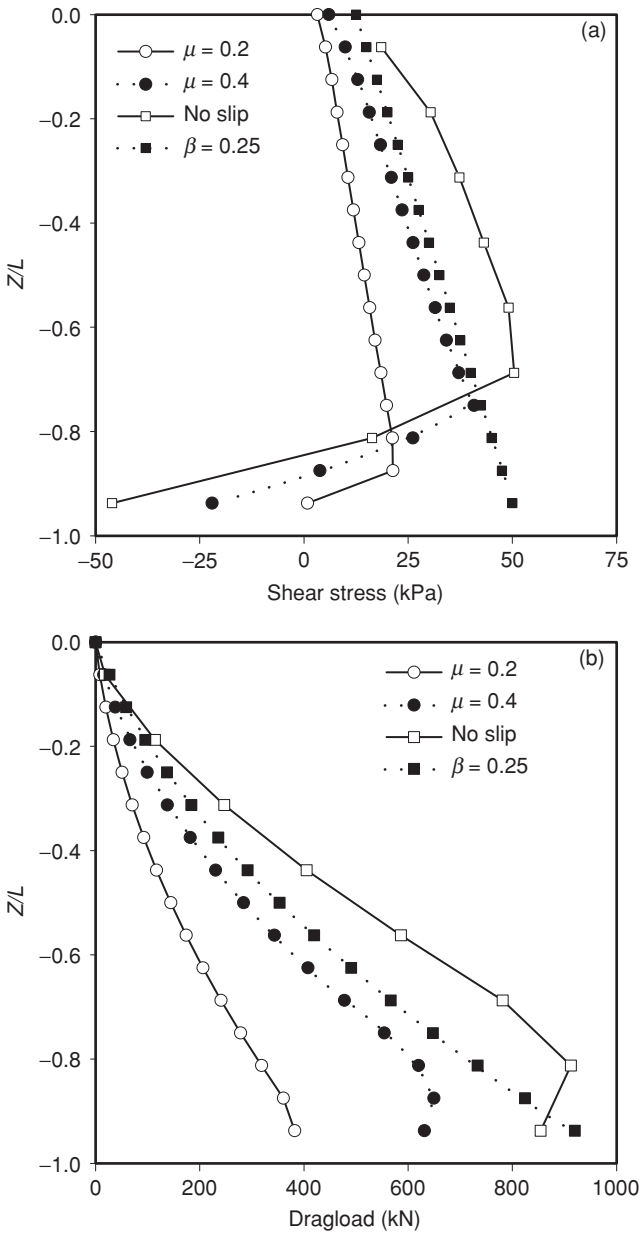 (a)
μ = 0.2
μ = 0.4
No slip
β = 0.25
0.0
−0.2
−0.4
−0.6
−0.8
−1.0
Z/L
−50 −25 0 25 50 75
Shear stress (kPa)
(b)
μ = 0.2
μ = 0.4
No slip
β = 0.25
0.0
−0.2
−0.4
−0.6
−0.8
−1.0
Z/L
0 200 400 600 800 1000
Dragload (kN)